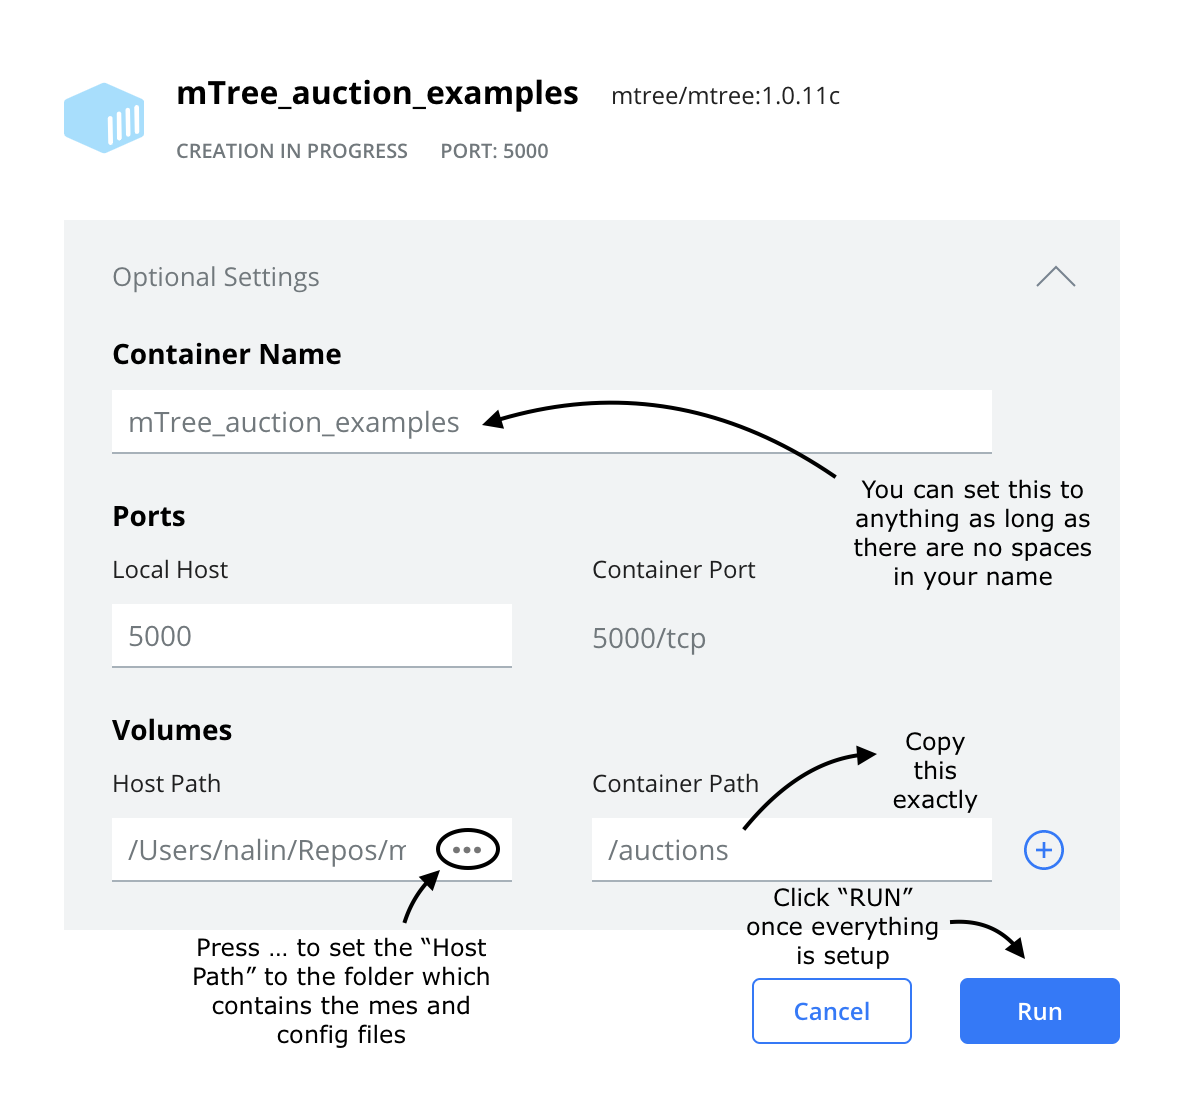 mTree_auction_examples mtree/mtree:1.0.11c
CREATION IN PROGRESS PORT: 5000
Optional Settings
Container Name
mTree_auction_examples
You can set this to
anything as long as
there are no spaces
in your name
Ports
Local Host Container Port
5000 5000/tcp
Volumes
Copy
this
exactly
Host Path Container Path
/Users/nalin/Repos/m ••• /auctions +
Click “RUN”
once everything
is setup
Press … to set the “Host
Path” to the folder which
contains the mes and
config files
Cancel Run